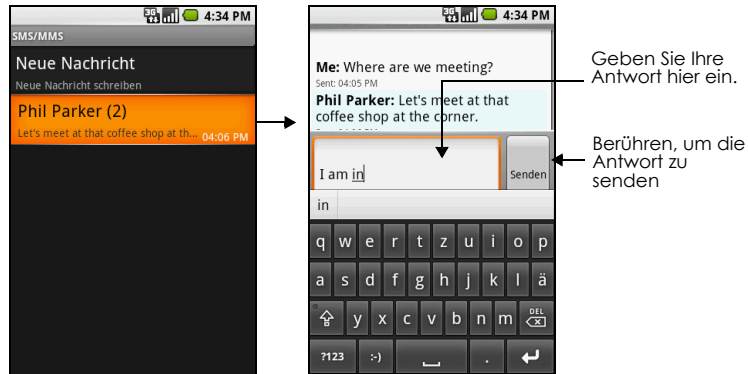 3G 4:34 PM
SMS/MMS
Neue Nachricht
Neue Nachricht schreiben
Phil Parker (2)
Let's meet at that coffee shop at th... 04:06 PM
3G 4:34 PM
Me: Where are we meeting?
Sent: 04:05 PM
Phil Parker: Let's meet at that
coffee shop at the corner.
I am in
Senden
in
q w e r t z u i o p
a s d f g h j k l ä
y x c v b n m DEL
?123 :-) .
Geben Sie Ihre
Antwort hier ein.
Berühren, um die
Antwort zu
senden